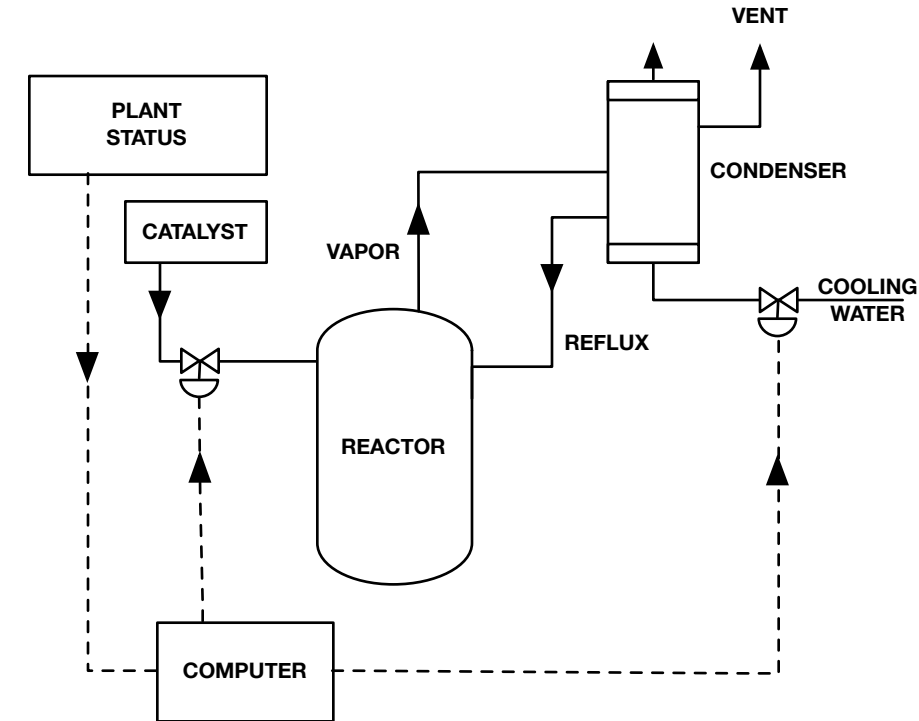 VENT
PLANT
STATUS
CONDENSER
CATALYST
VAPOR
COOLING
WATER
REFLUX
REACTOR
COMPUTER